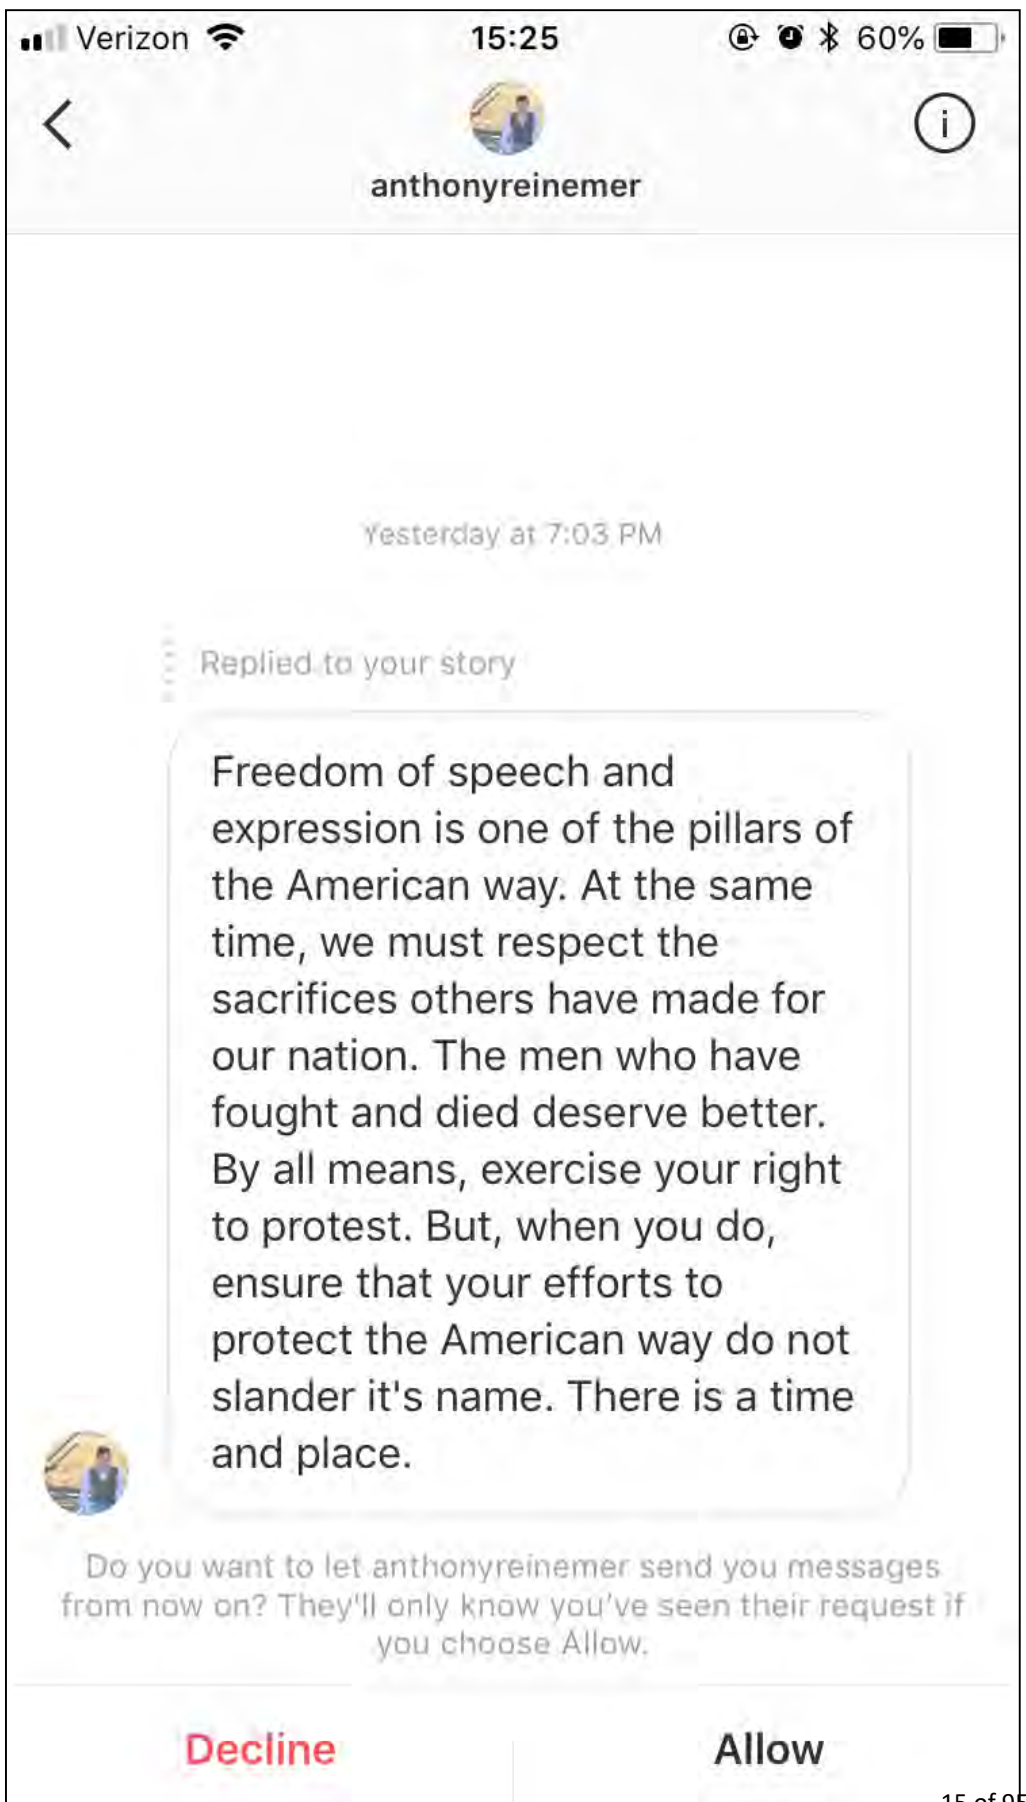 Verizon 15:25 60%
i
anthonyreinemer
Yesterday at 7:03 PM
Replied to your story
Freedom of speech and
expression is one of the pillars of
the American way. At the same
time, we must respect the
sacrifices others have made for
our nation. The men who have
fought and died deserve better.
By all means, exercise your right
to protest. But, when you do,
ensure that your efforts to
protect the American way do not
slander it's name. There is a time
and place.
Do you want to let anthonyreinemer send you messages
from now on? They'll only know you've seen their request if
you choose Allow.
Decline Allow
15 of 95